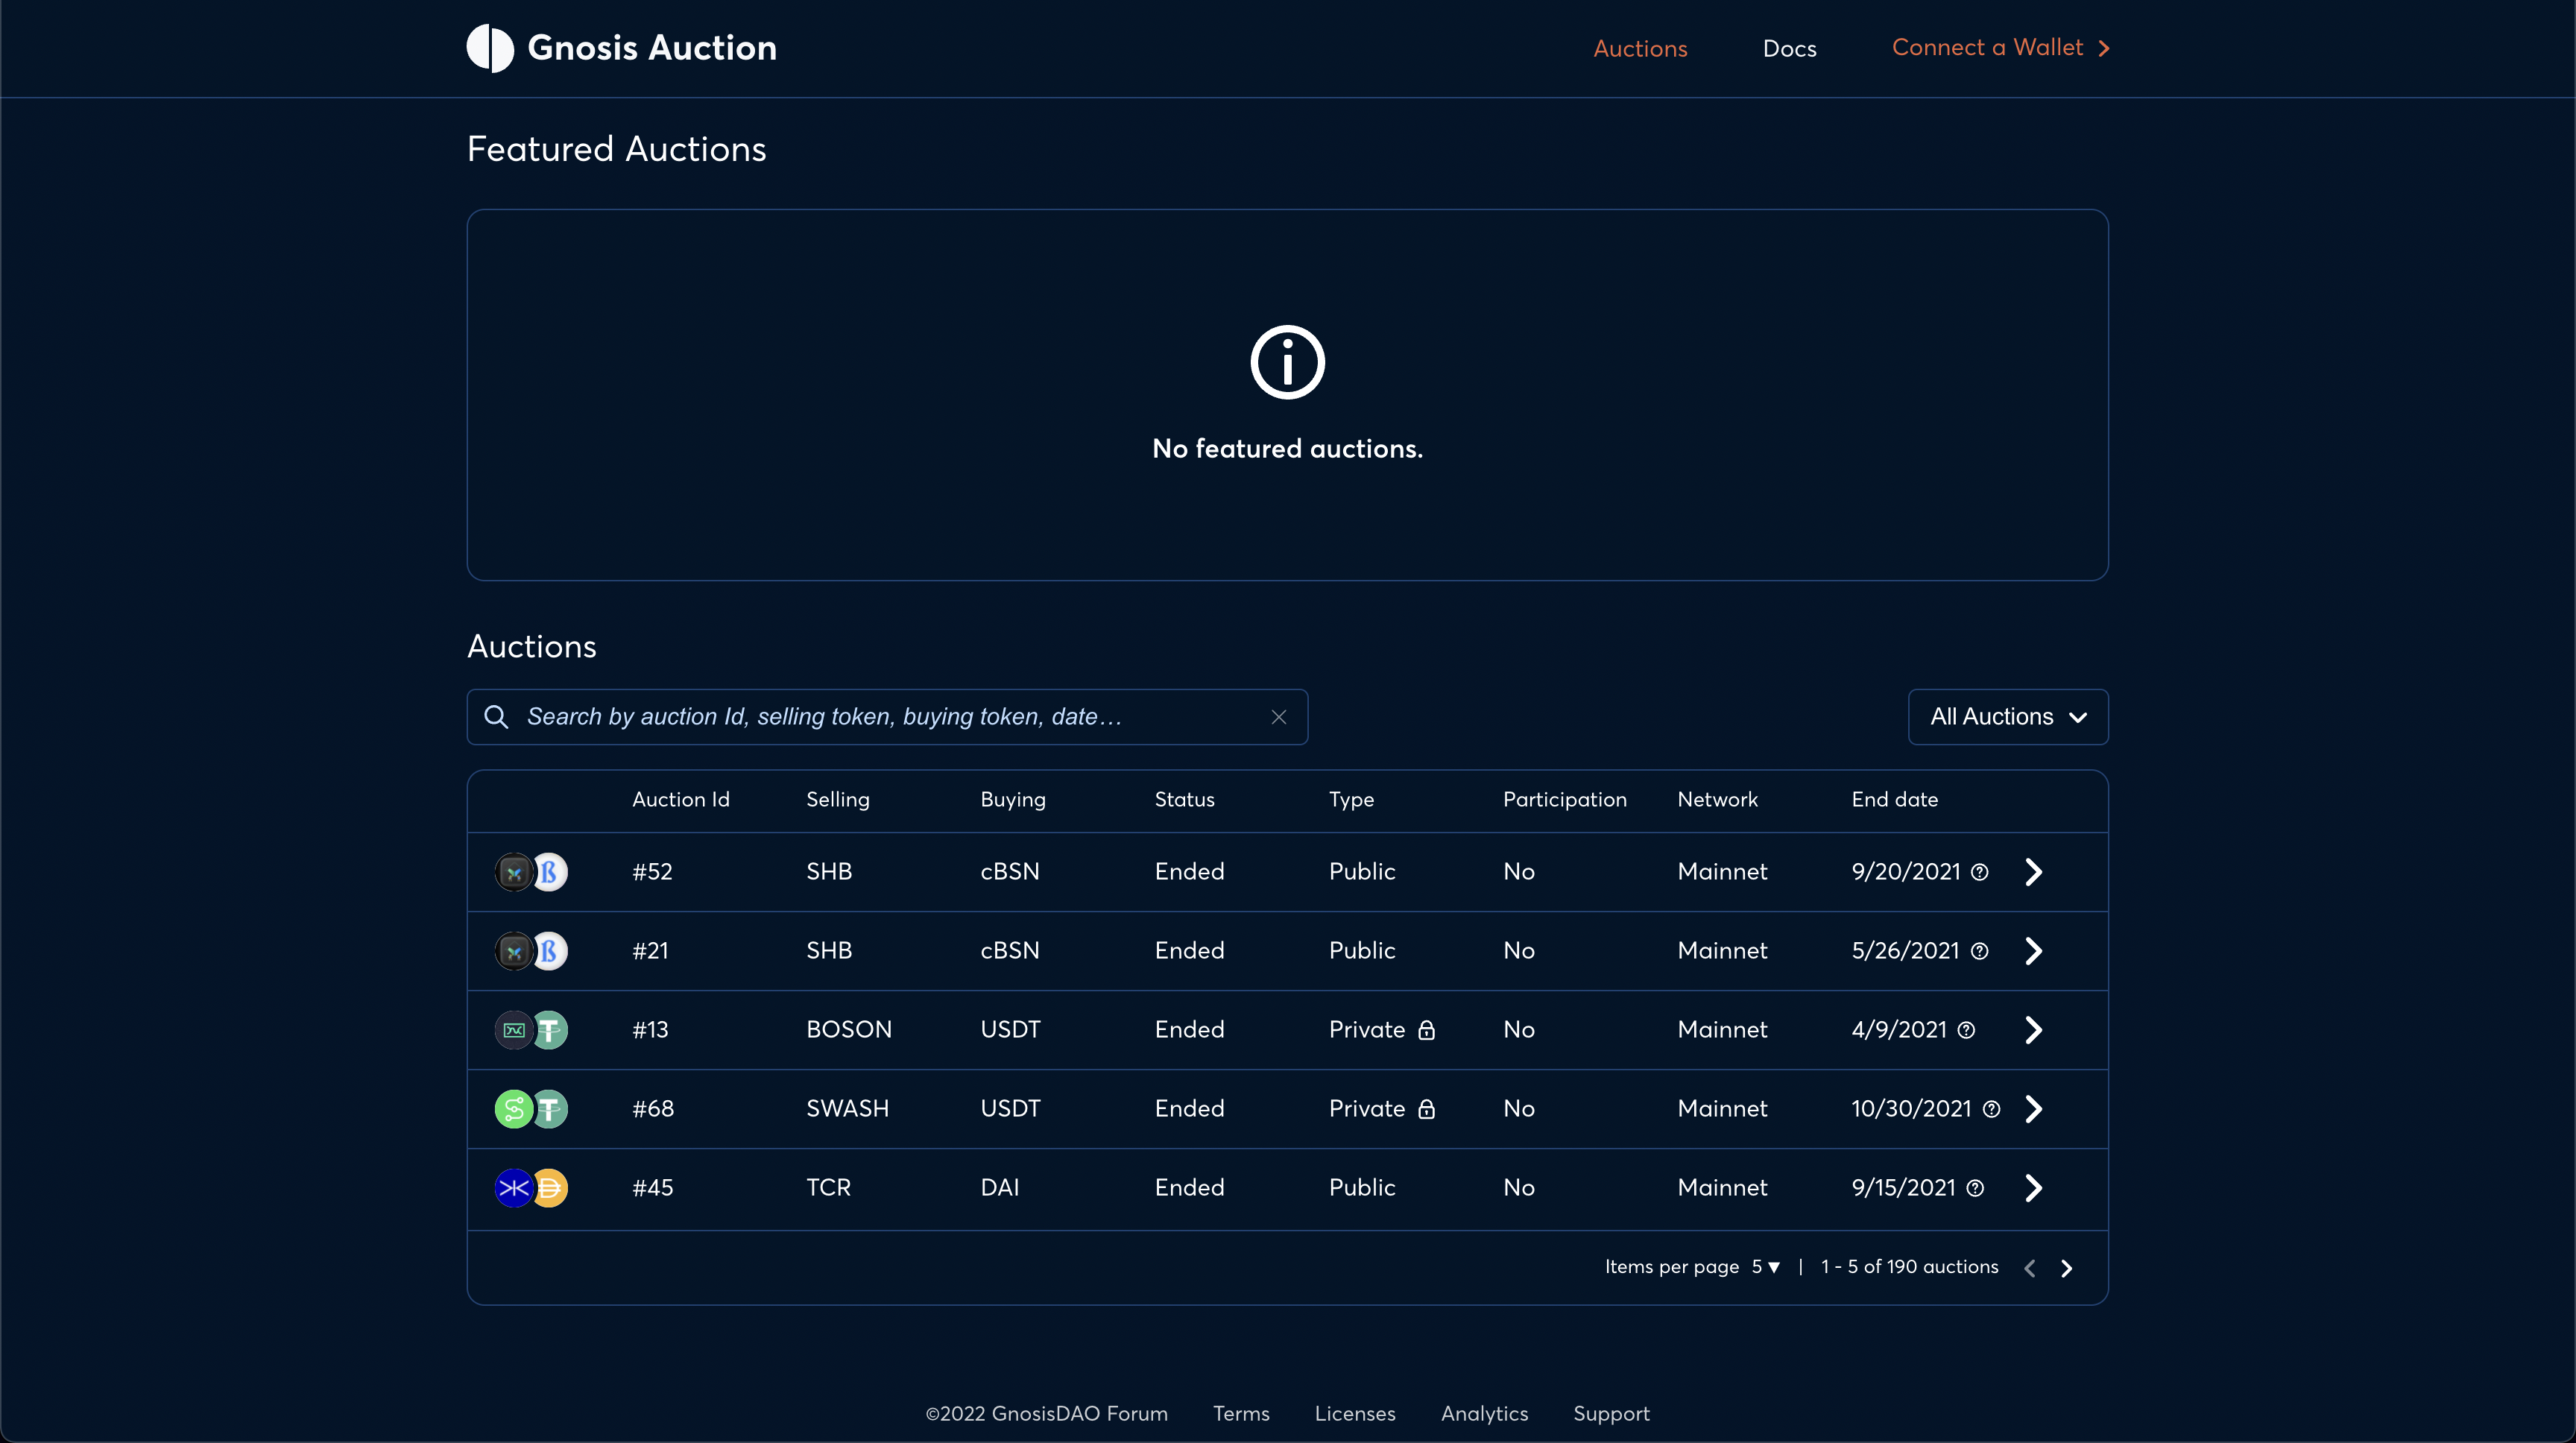 Gnosis Auction
Auctions Docs Connect a Wallet
Featured Auctions
No featured auctions.
Auctions
Search by auction Id, selling token, buying token, date…
All Auctions
Auction Id Selling Buying Status Type Participation Network End date
#52 SHB cBSN Ended Public No Mainnet 9/20/2021
#21 SHB cBSN Ended Public No Mainnet 5/26/2021
#13 BOSON USDT Ended Private No Mainnet 4/9/2021
#68 SWASH USDT Ended Private No Mainnet 10/30/2021
#45 TCR DAI Ended Public No Mainnet 9/15/2021
Items per page 5 ▼ | 1 - 5 of 190 auctions
©2022 GnosisDAO Forum Terms Licenses Analytics Support